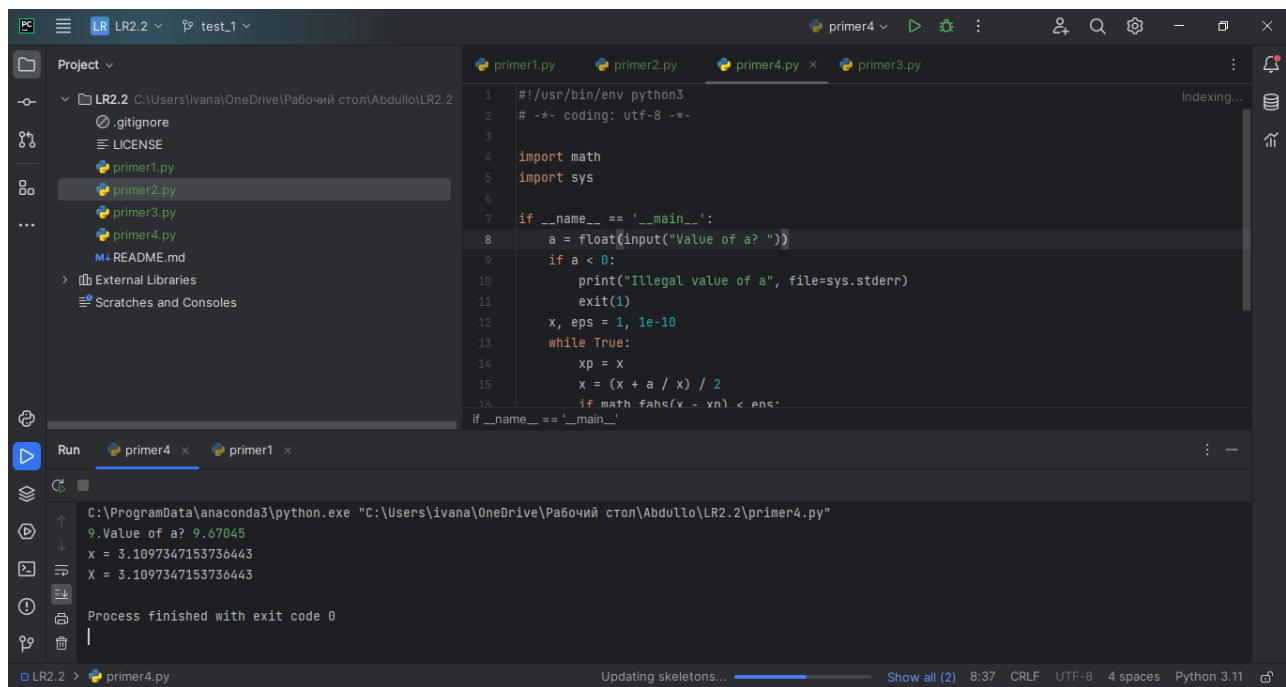 PC LR LR2.2 test_1 primer4
Project
primer1.py primer2.py primer4.py primer3.py
LR2.2 C:\Users\ivana\OneDrive\Рабочий стол\Abdullo\LR2.2
.gitignore
LICENSE
primer1.py
primer2.py
primer3.py
primer4.py
M↓ README.md
External Libraries
Scratches and Consoles
Indexing...
1 #!/usr/bin/env python3
2 # -*- coding: utf-8 -*-
3
4 import math
5 import sys
6
7 if __name__ == '__main__':
8 a = float(input("Value of a? "))
9 if a < 0:
10 print("Illegal value of a", file=sys.stderr)
11 exit(1)
12 x, eps = 1, 1e-10
13 while True:
14 xp = x
15 x = (x + a / x) / 2
16 if math.fabs(x - xp) < eps:
if __name__ == '__main__'
Run primer4 primer1
C:\ProgramData\anaconda3\python.exe "C:\Users\ivana\OneDrive\Рабочий стол\Abdullo\LR2.2\primer4.py"
9.Value of a? 9.67045
x = 3.1097347153736443
X = 3.1097347153736443
Process finished with exit code 0
LR2.2 > primer4.py Updating skeletons... Show all (2) 8:37 CRLF UTF-8 4 spaces Python 3.11